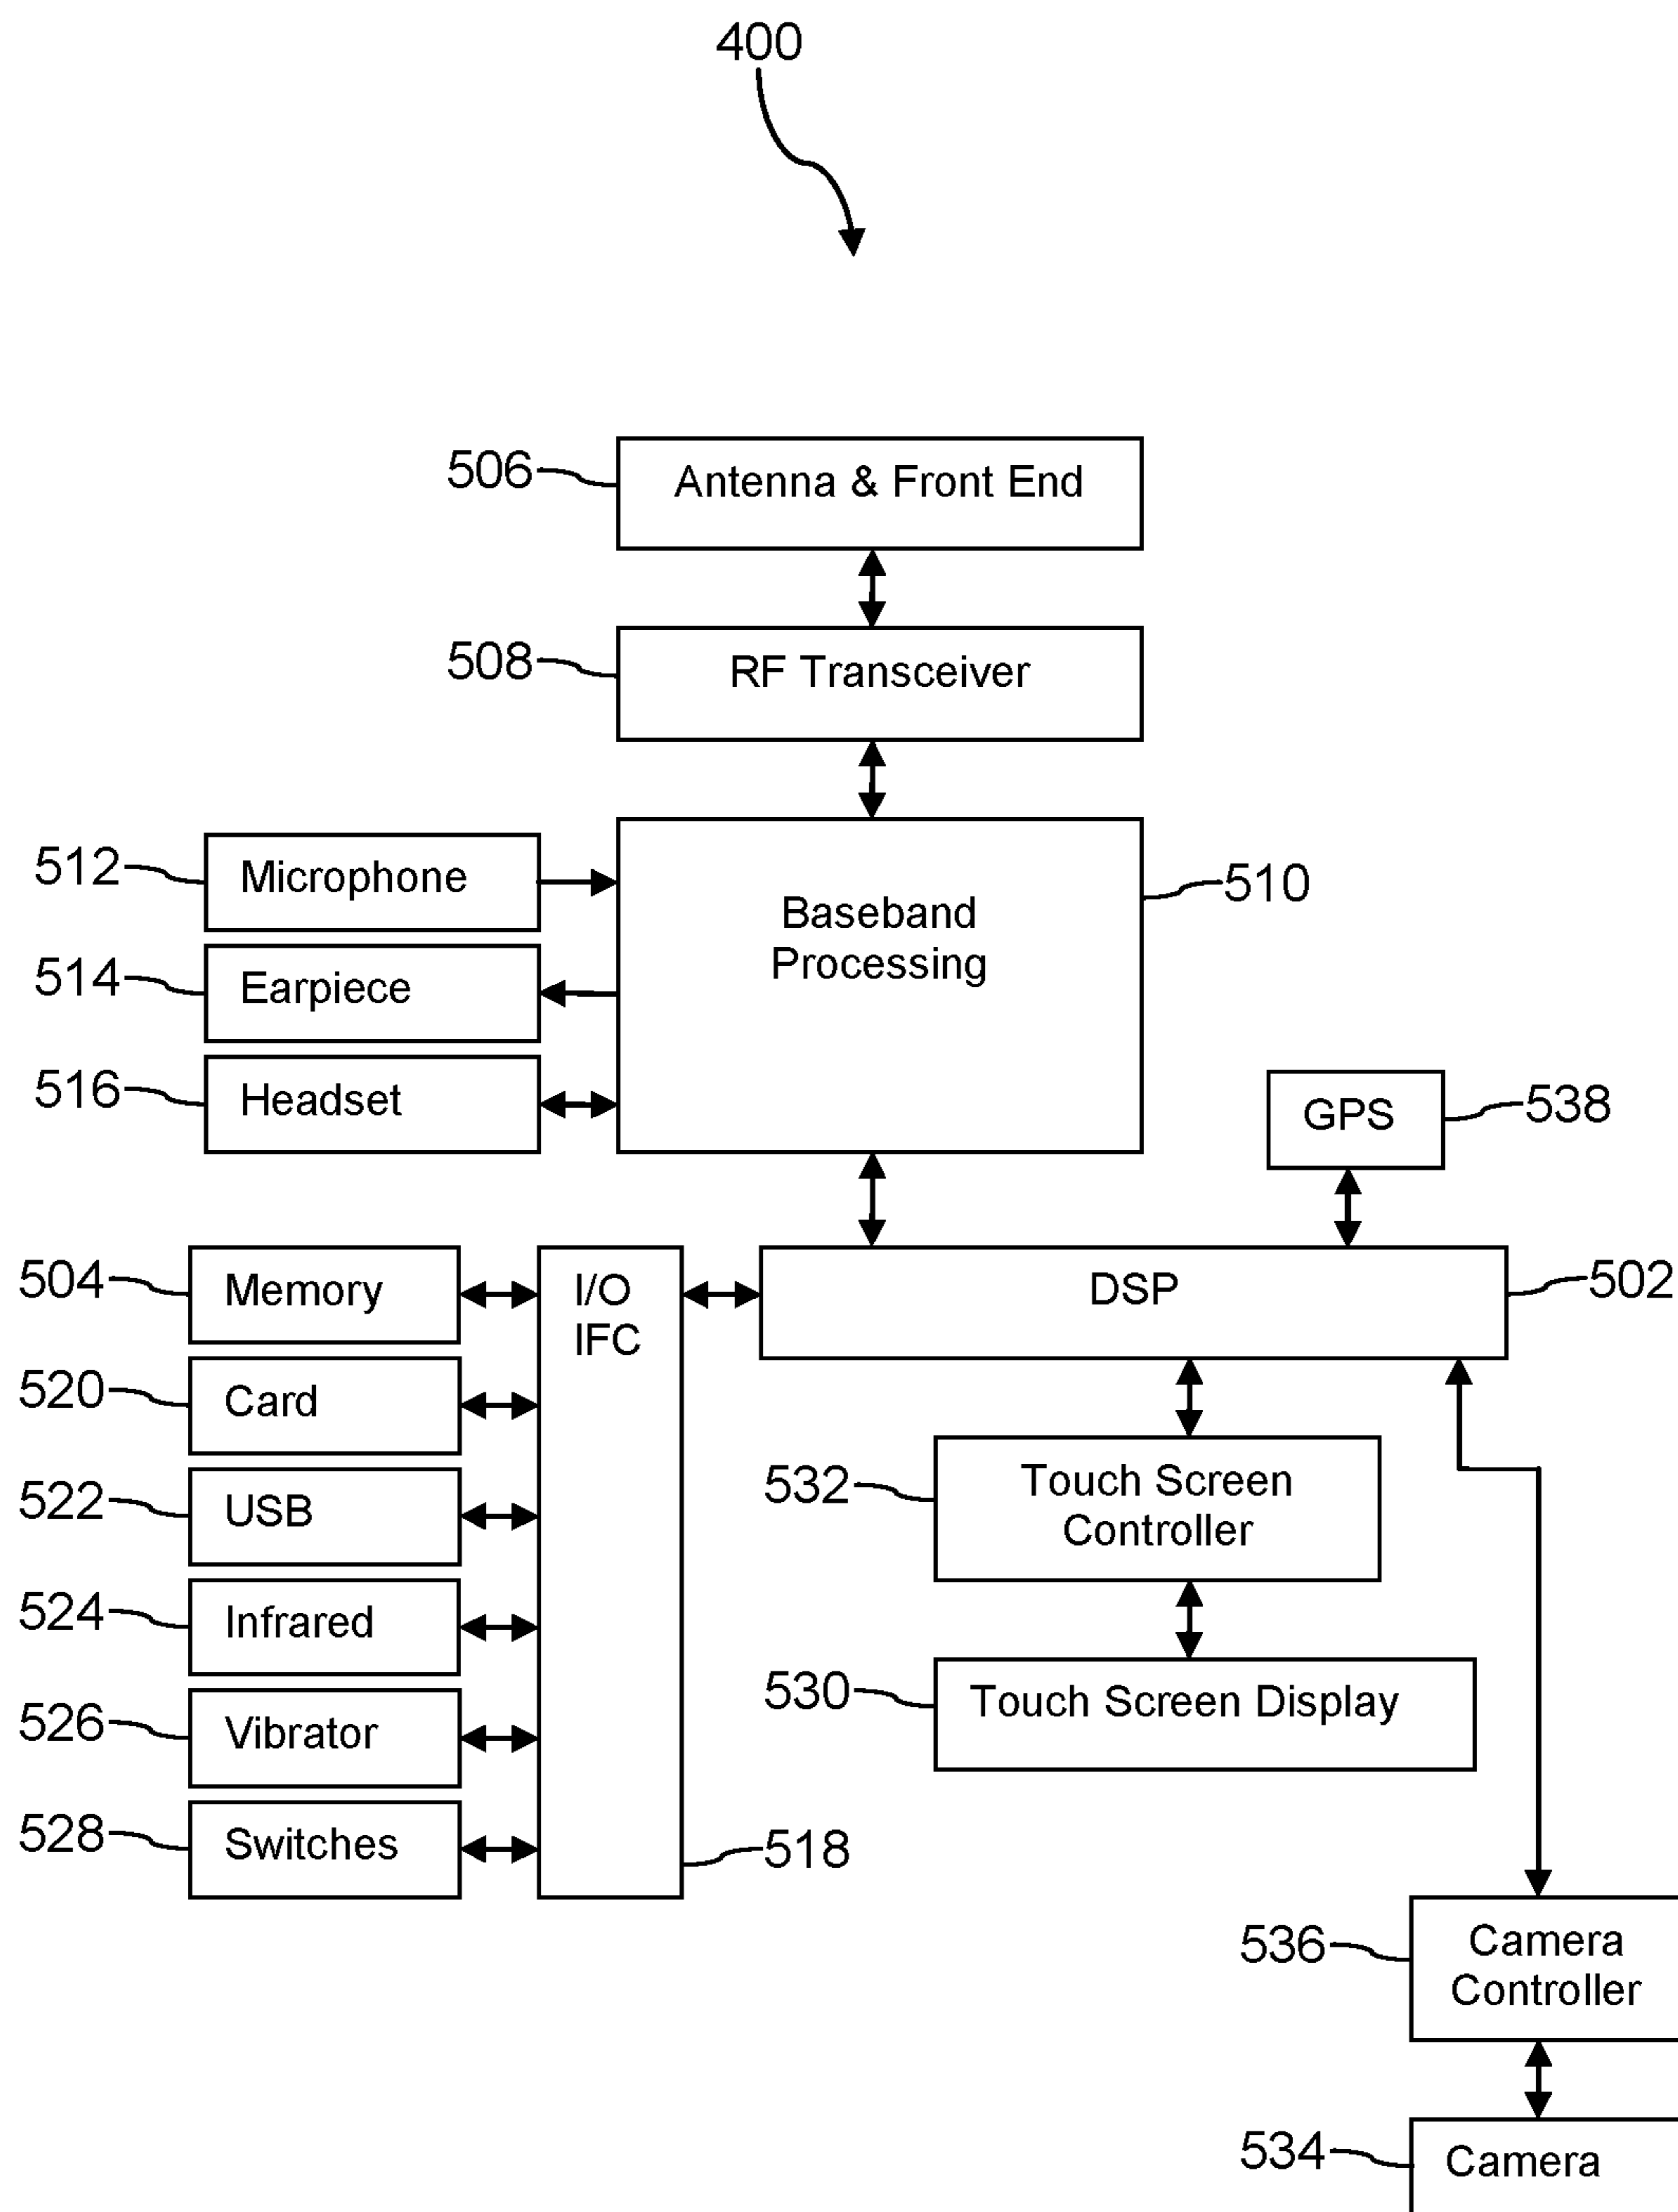 400
506
Antenna & Front End
508
RF Transceiver
512
Microphone
Baseband
Processing
510
514
Earpiece
516
Headset
GPS
538
504
Memory
I/O
IFC
DSP
502
520
Card
522
USB
532
Touch Screen
Controller
524
Infrared
526
Vibrator
530
Touch Screen Display
528
Switches
518
536
Camera
Controller
534
Camera